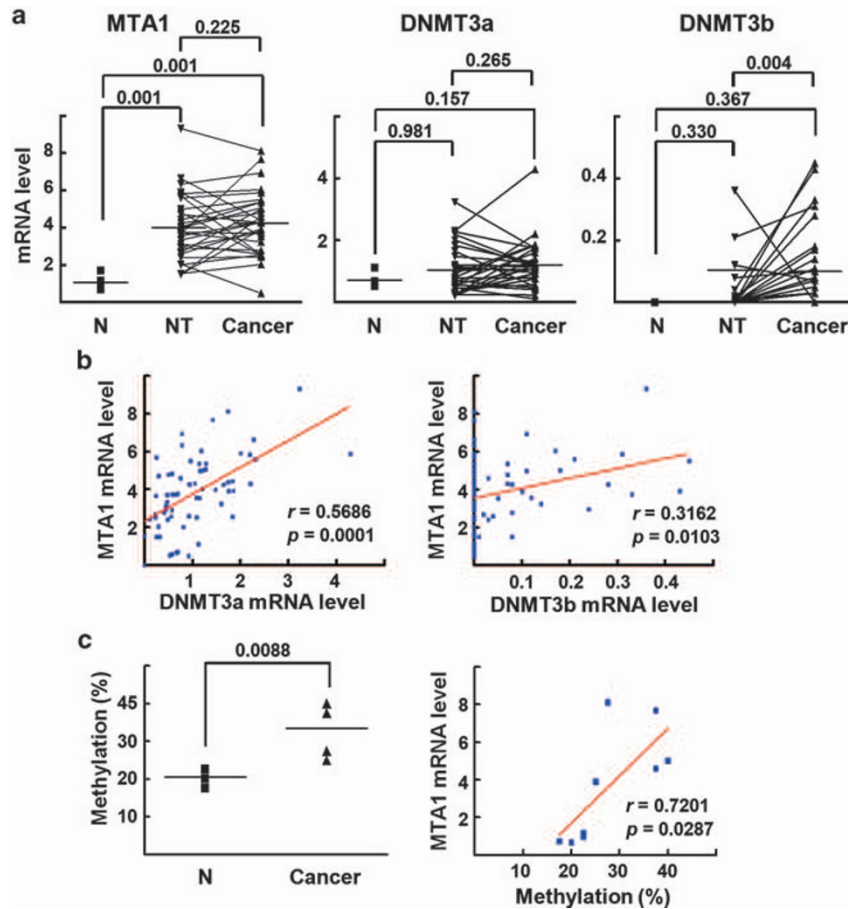 a
MTA1 DNMT3a DNMT3b
0.225 0.265 0.004
0.001 0.157 0.367
0.001 0.981 0.330
mRNA level
8
6
4
2
4
2
0.4
0.2
N NT Cancer N NT Cancer N NT Cancer
b
MTA1 mRNA level
8
6
4
2
r = 0.5686
p = 0.0001
1 2 3 4
DNMT3a mRNA level
MTA1 mRNA level
8
6
4
2
r = 0.3162
p = 0.0103
0.1 0.2 0.3 0.4
DNMT3b mRNA level
c
0.0088
Methylation (%)
45
30
20
10
N Cancer
MTA1 mRNA level
8
6
4
2
r = 0.7201
p = 0.0287
10 20 30 40
Methylation (%)